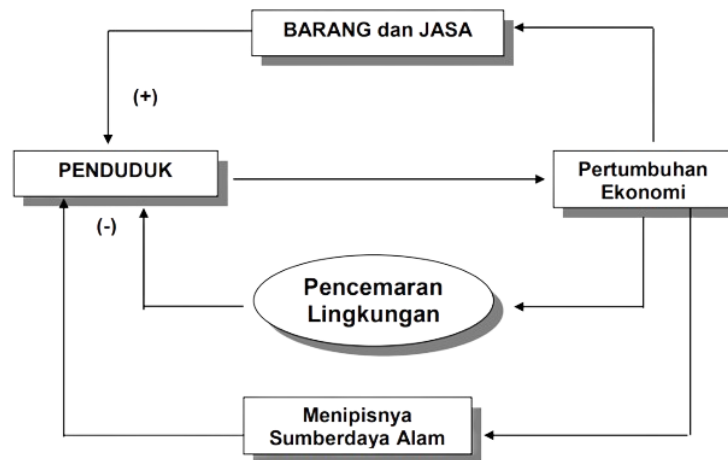 BARANG dan JASA
(+)
PENDUDUK
Pertumbuhan
Ekonomi
(-)
Pencemaran
Lingkungan
Menipisnya
Sumberdaya Alam